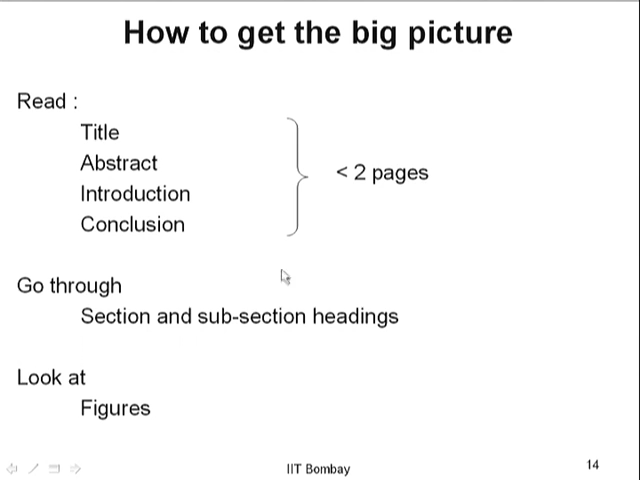 How to get the big picture
Read :
Title
Abstract
Introduction
Conclusion
< 2 pages
Go through
Section and sub-section headings
Look at
Figures
IIT Bombay
14